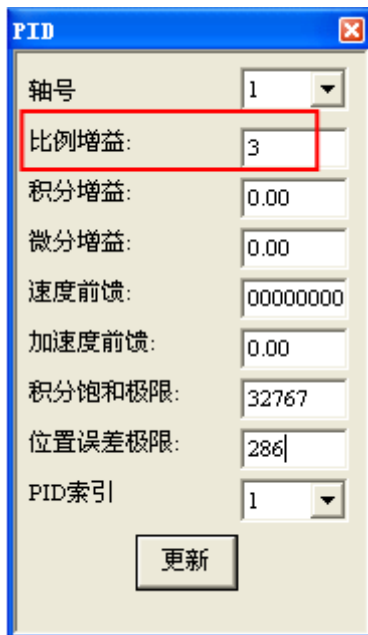 PID
轴号 1
比例增益: 3
积分增益: 0.00
微分增益: 0.00
速度前馈: 00000000
加速度前馈: 0.00
积分饱和极限: 32767
位置误差极限: 286
PID索引 1
更新